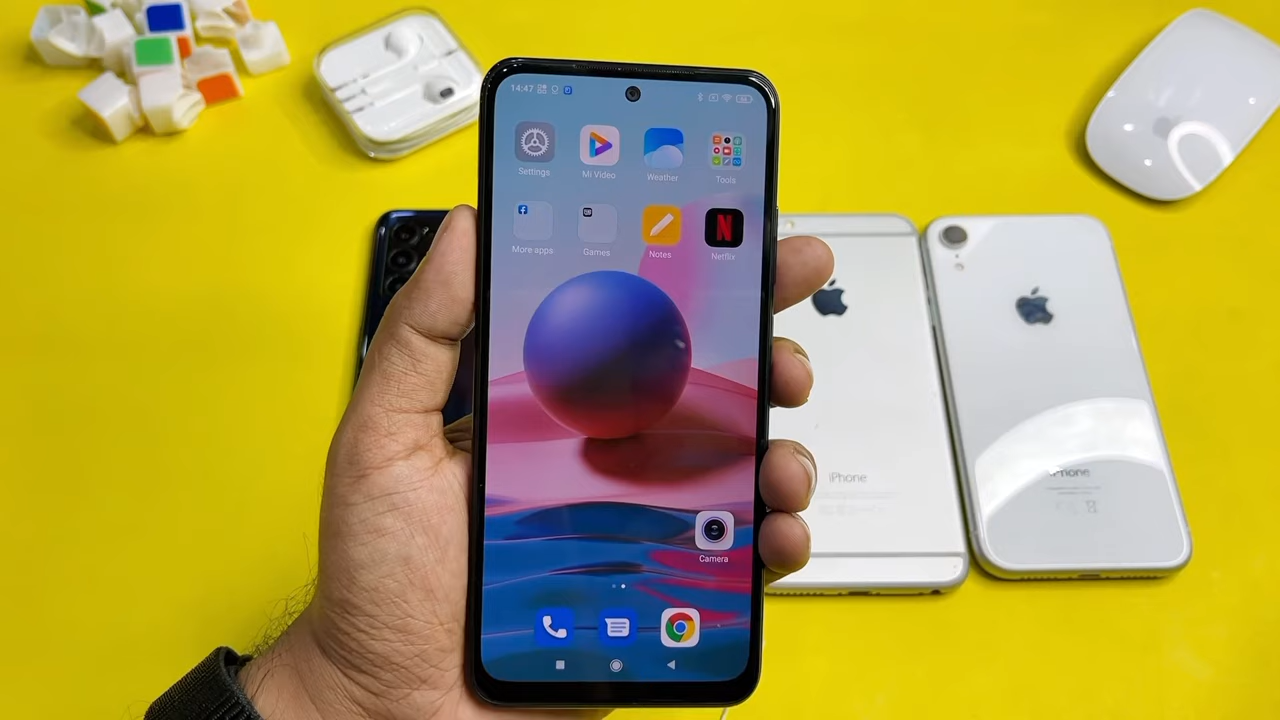 14:47
Settings
Mi Video
Weather
Tools
More apps
Games
Notes
N
Netflix
Camera
iPhone
iPhone